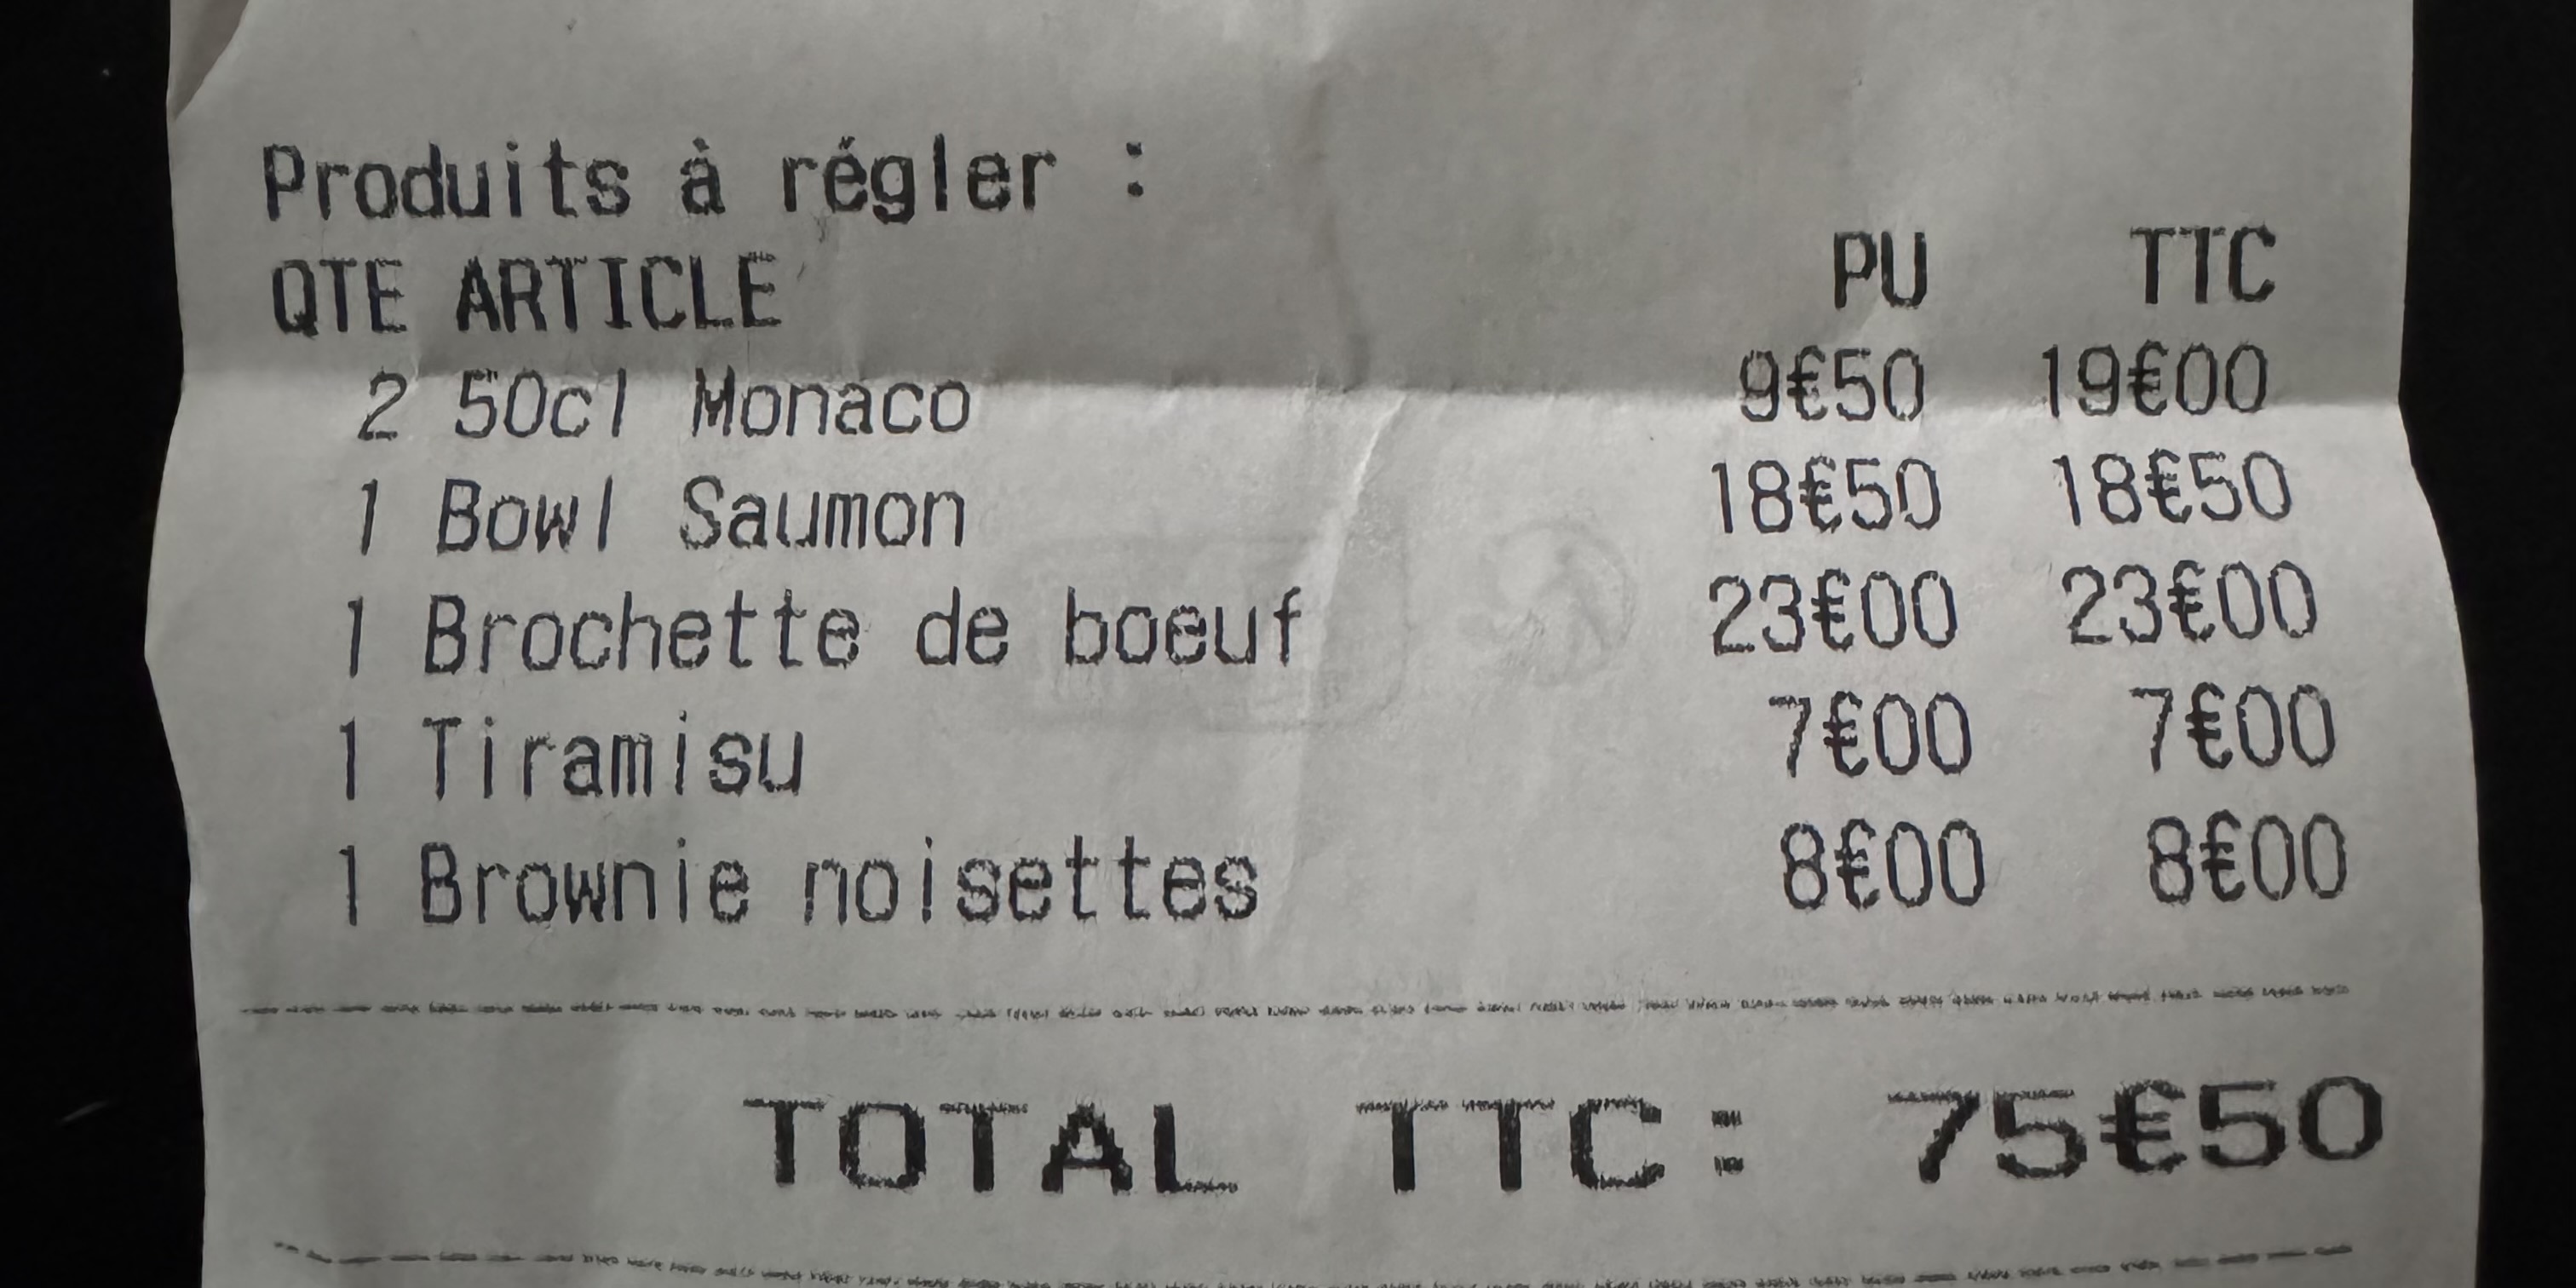 Produits à régler :
QTE ARTICLE PU TTC
2 50cl Monaco 9€50 19€00
1 Bowl Saumon 18€50 18€50
1 Brochette de boeuf 23€00 23€00
1 Tiramisu 7€00 7€00
1 Brownie noisettes 8€00 8€00
TOTAL TTC: 75€50